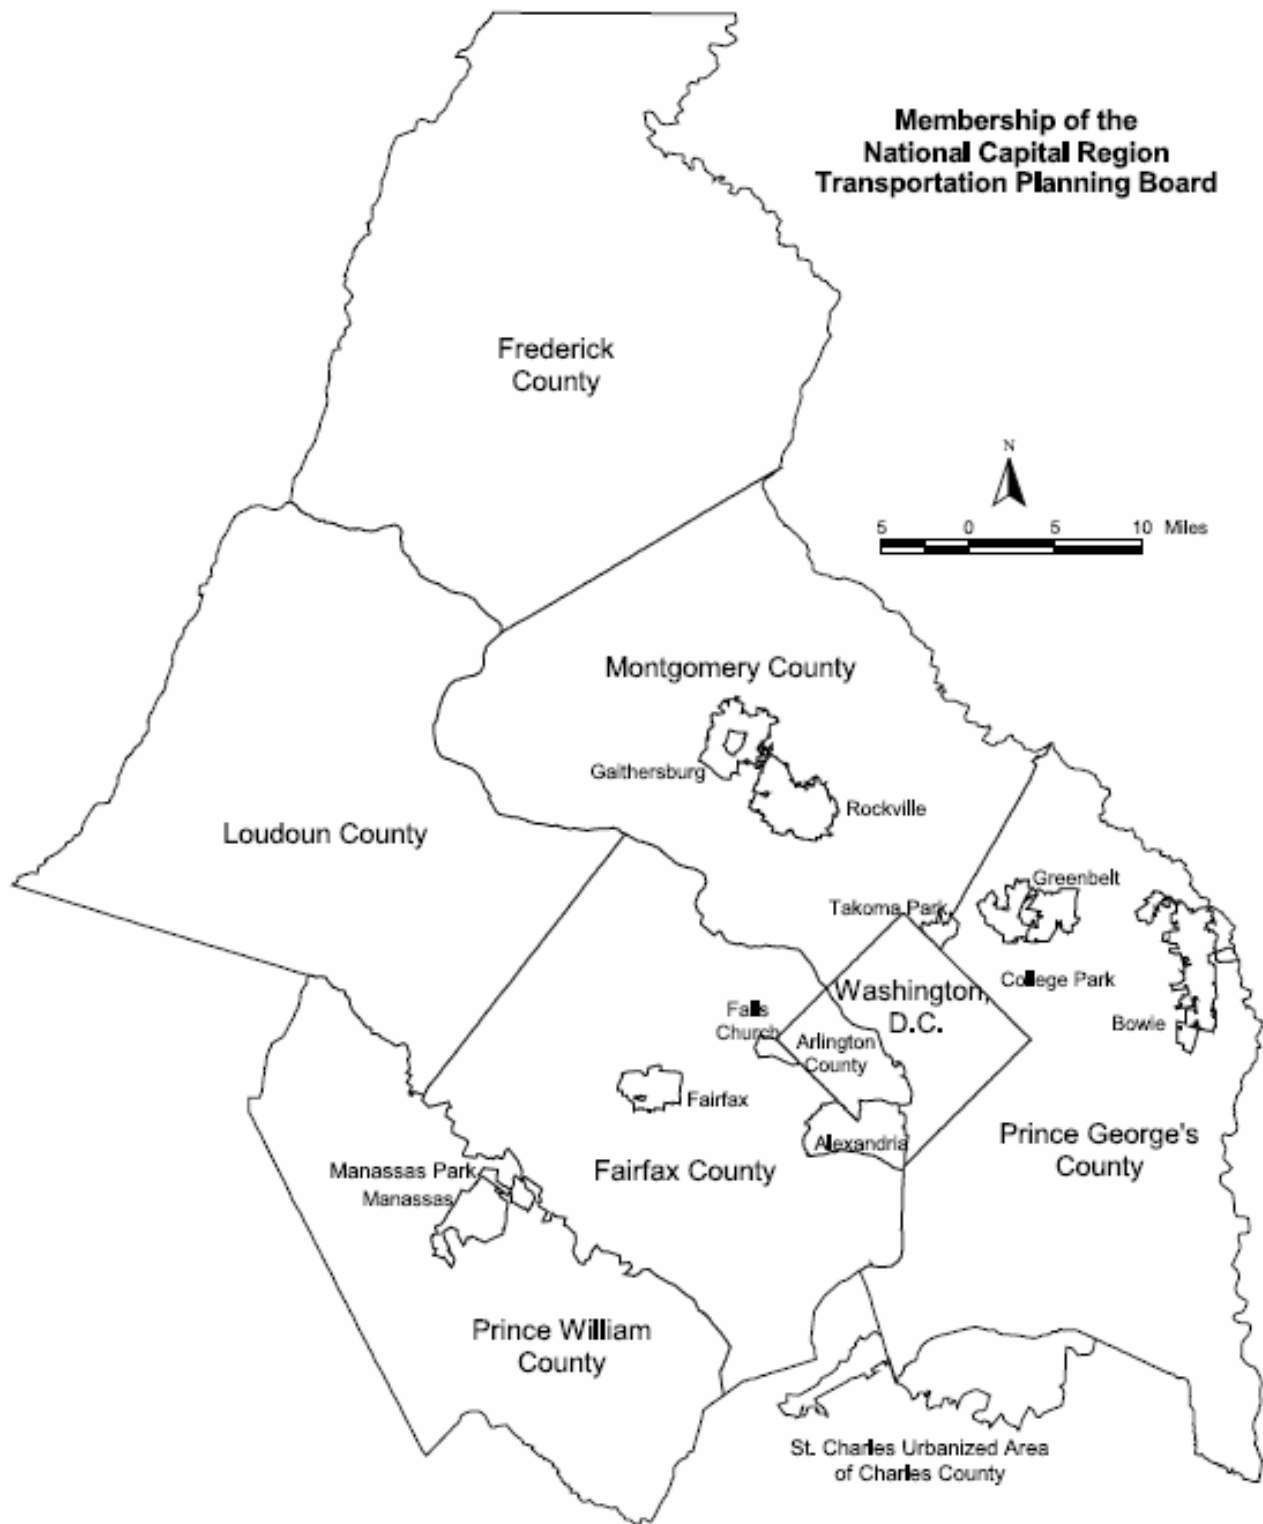 Membership of the
National Capital Region
Transportation Planning Board
Frederick
County
N
5 0 5 10 Miles
Montgomery County
Gaithersburg
Rockville
Loudoun County
Greenbelt
Takoma Park
College Park
Washington,
D.C.
Falls
Church
Bowie
Arlington
County
Fairfax
Alexandria
Prince George's
County
Manassas Park
Manassas
Fairfax County
Prince William
County
St. Charles Urbanized Area
of Charles County